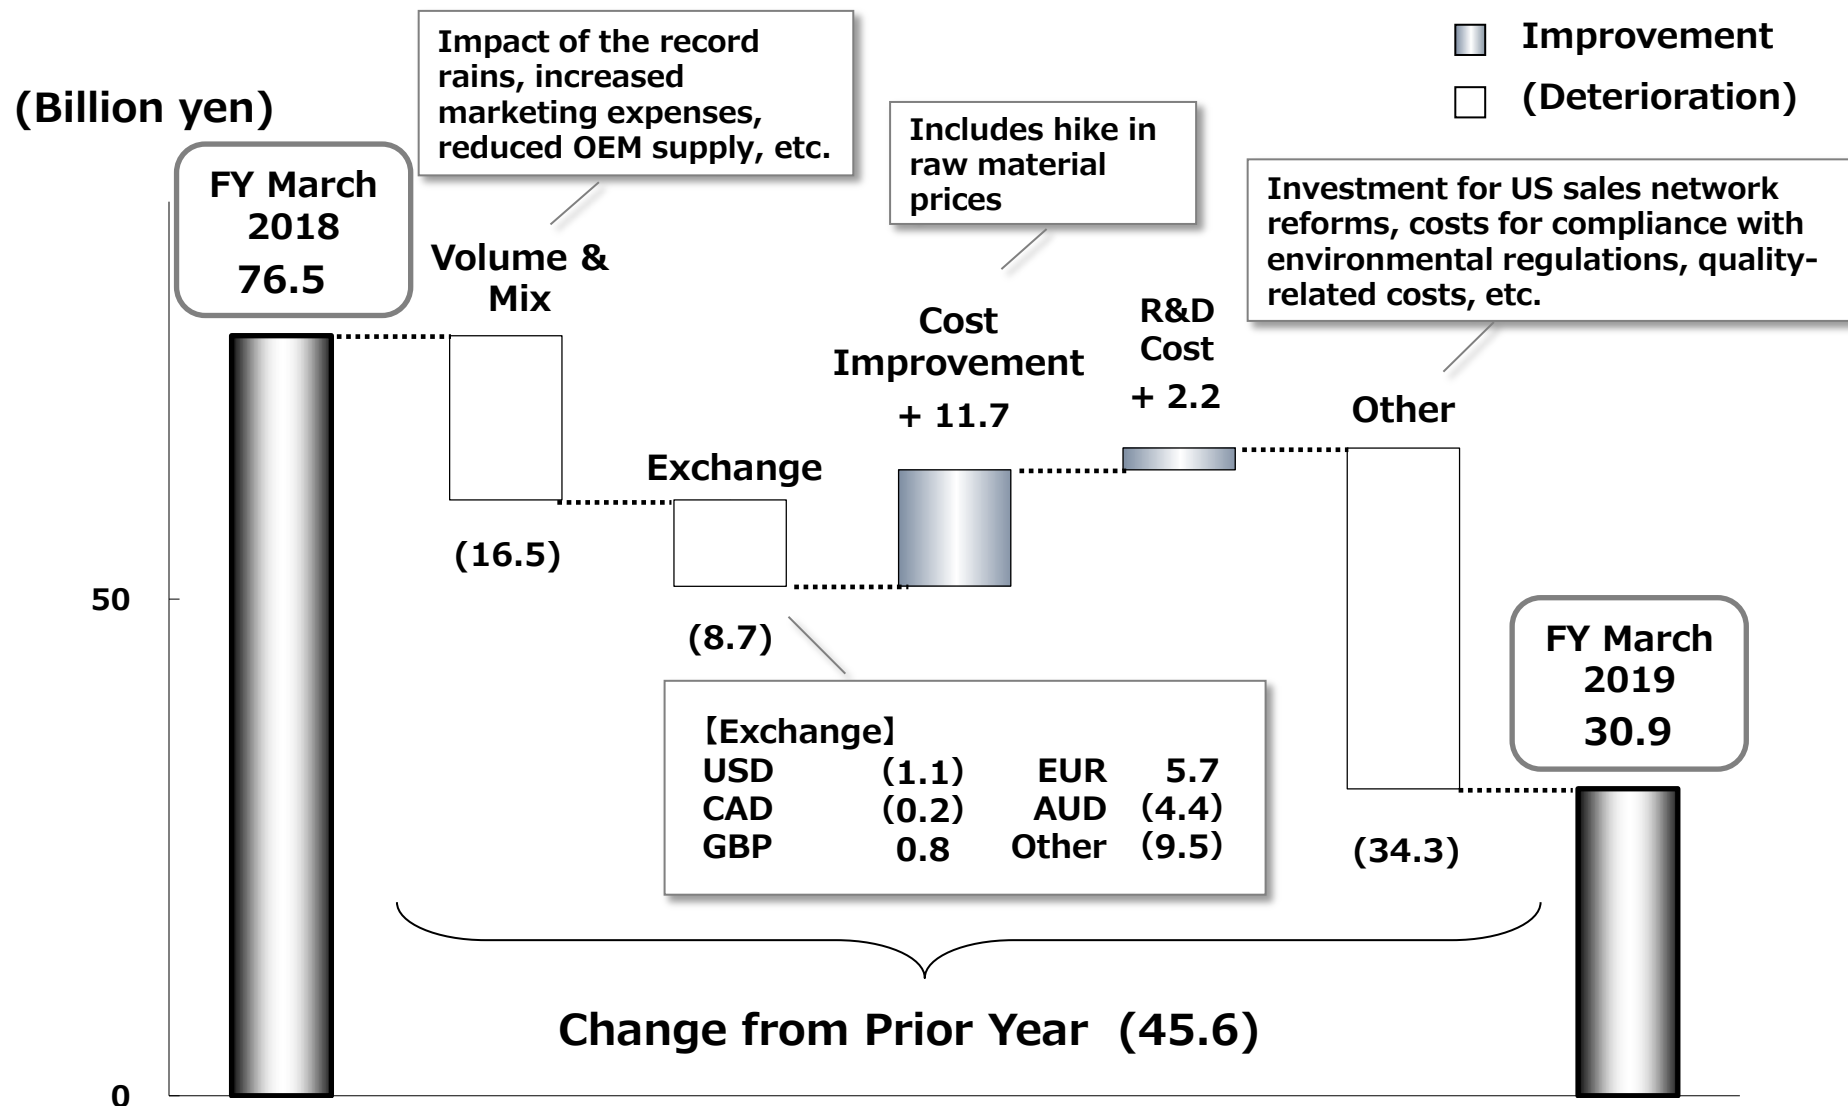 (Billion yen)
Improvement
(Deterioration)
Impact of the record
rains, increased
marketing expenses,
reduced OEM supply, etc.
Includes hike in
raw material
prices
Investment for US sales network
reforms, costs for compliance with
environmental regulations, quality-
related costs, etc.
FY March
2018
76.5
Volume &
Mix
(16.5)
Exchange
(8.7)
Cost
Improvement
+ 11.7
R&D
Cost
+ 2.2
Other
(34.3)
FY March
2019
30.9
50
【Exchange】
USD (1.1) EUR 5.7
CAD (0.2) AUD (4.4)
GBP 0.8 Other (9.5)
Change from Prior Year (45.6)
0